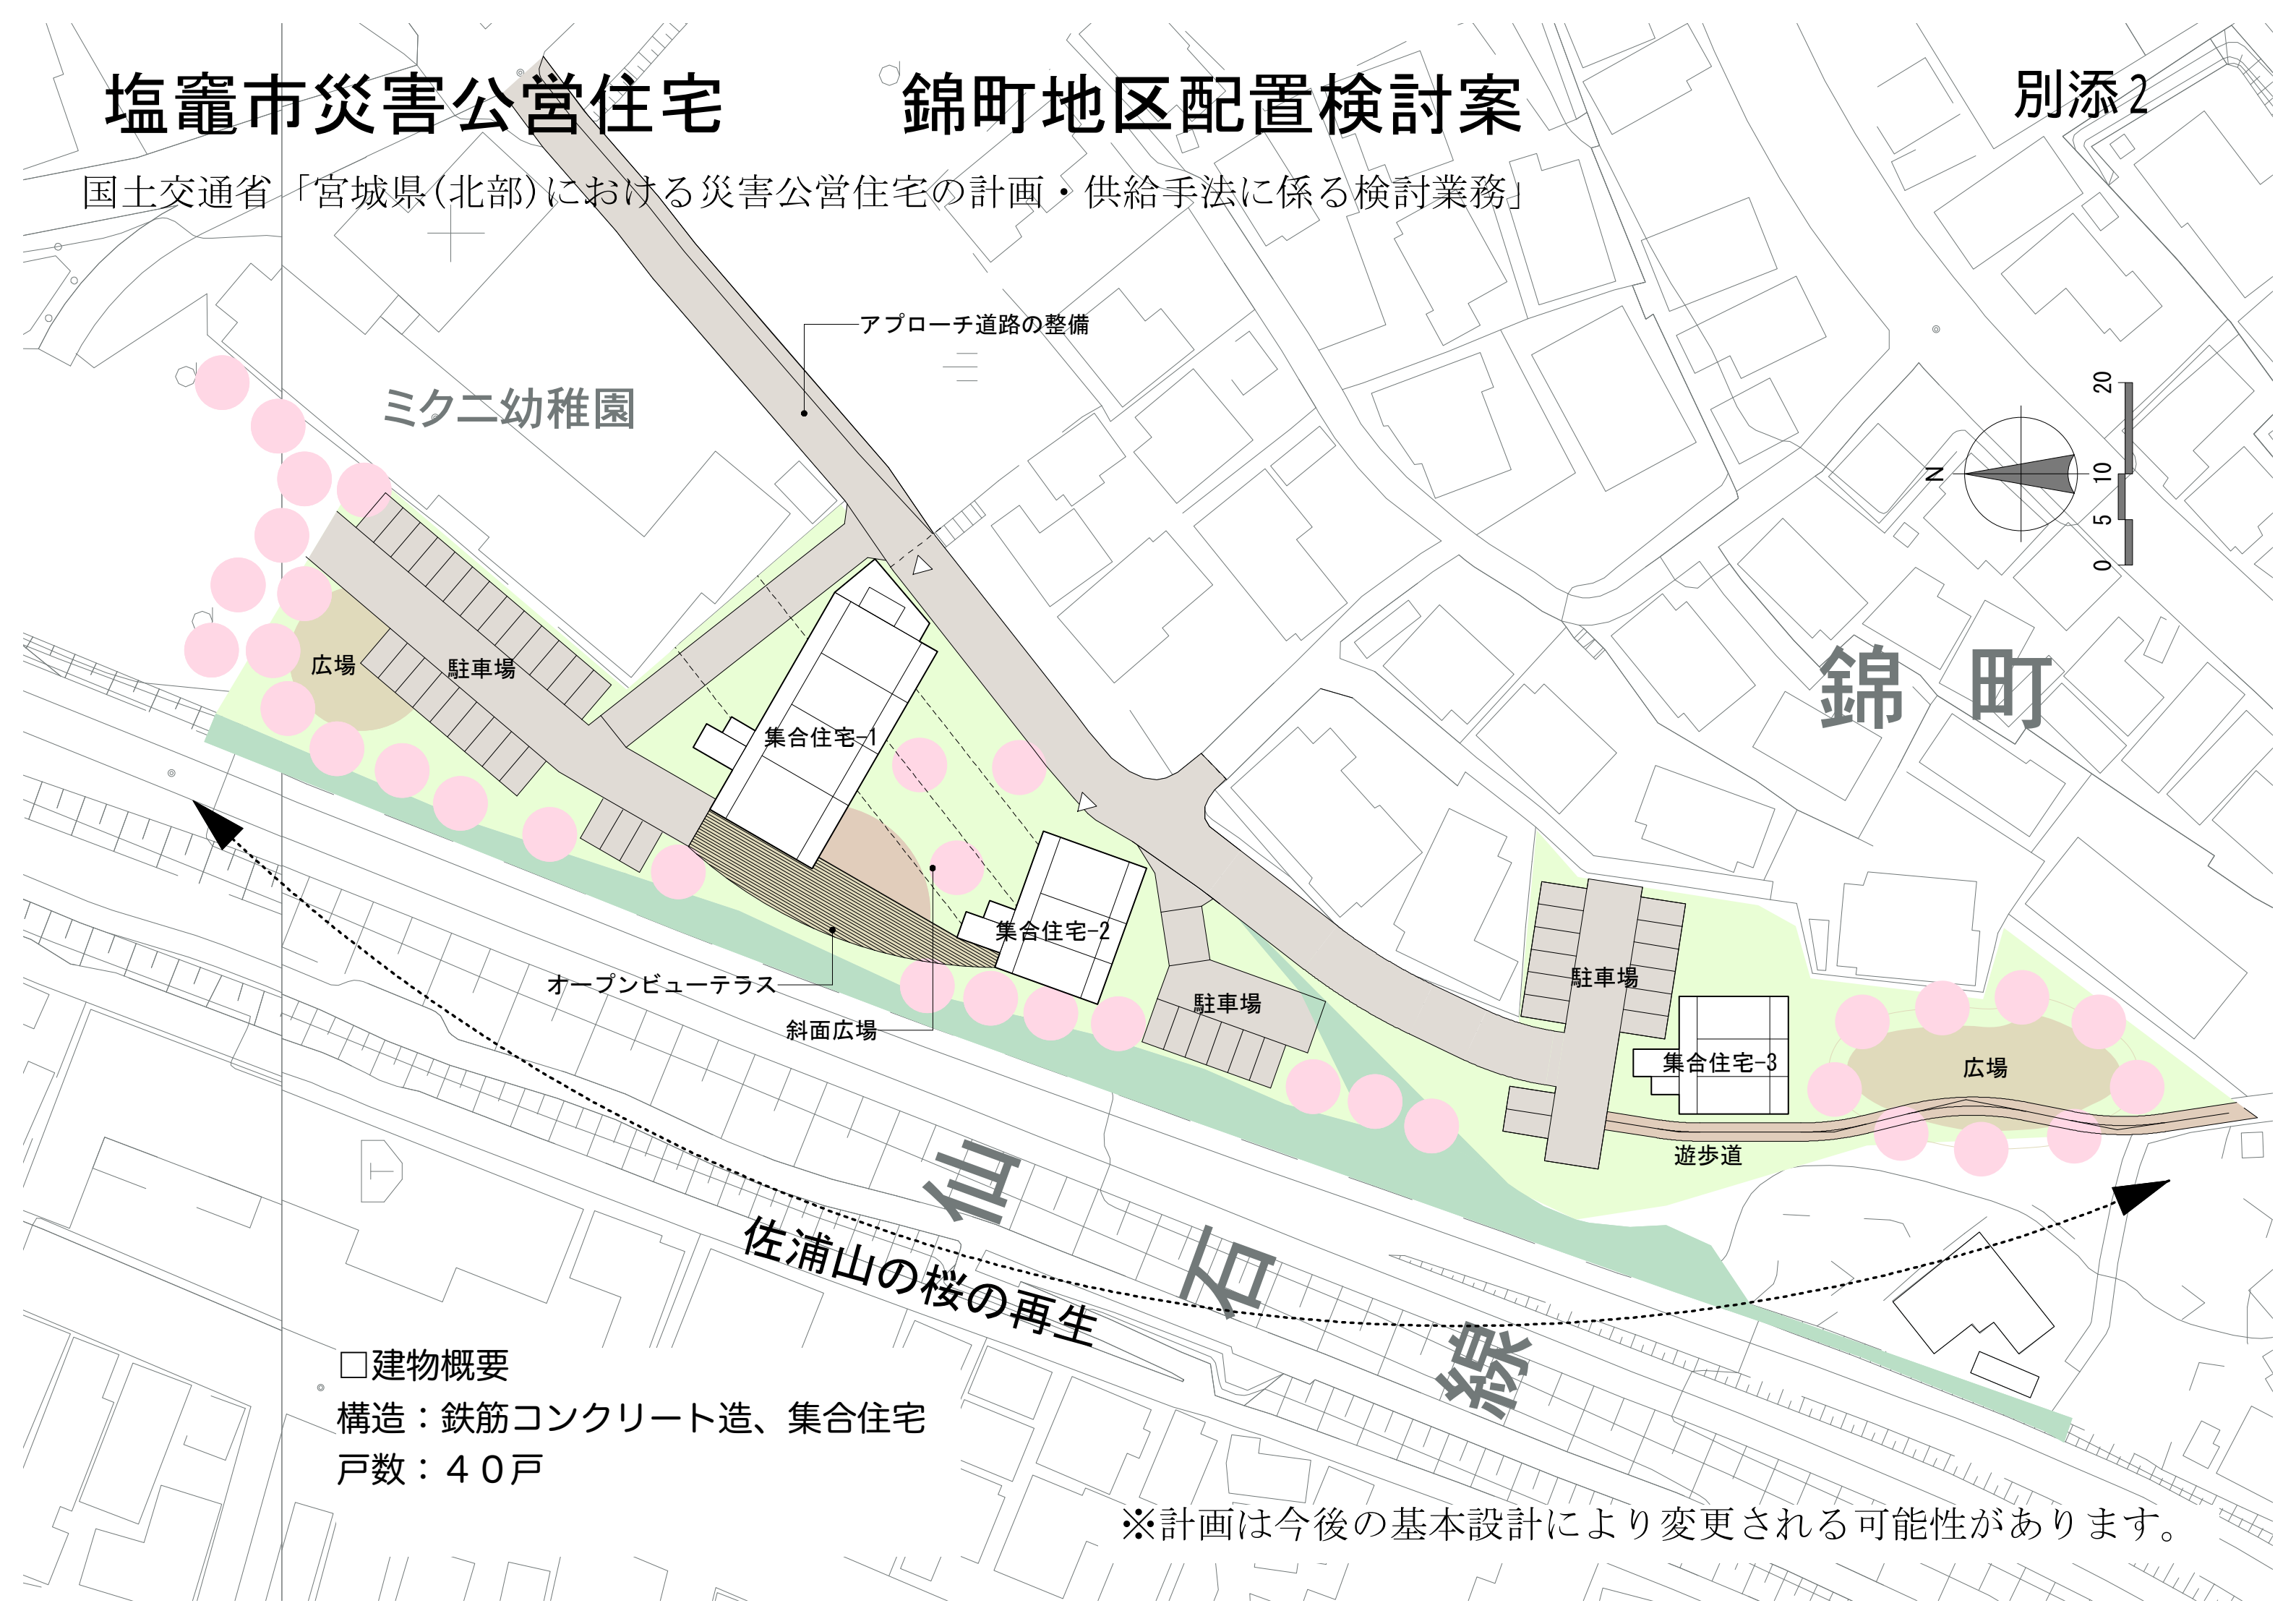 塩竈市災害公営住宅 錦町地区配置検討案
別添2
国土交通省「宮城県(北部)における災害公営住宅の計画・供給手法に係る検討業務」
アプローチ道路の整備
ミクニ幼稚園
N
20
10
5
0
広場
駐車場
集合住宅-1
錦町
集合住宅-2
オープンビューテラス
斜面広場
駐車場
駐車場
集合住宅-3
広場
遊歩道
仙石線
佐浦山の桜の再生
□建物概要
構造：鉄筋コンクリート造、集合住宅
戸数：４０戸
※計画は今後の基本設計により変更される可能性があります。